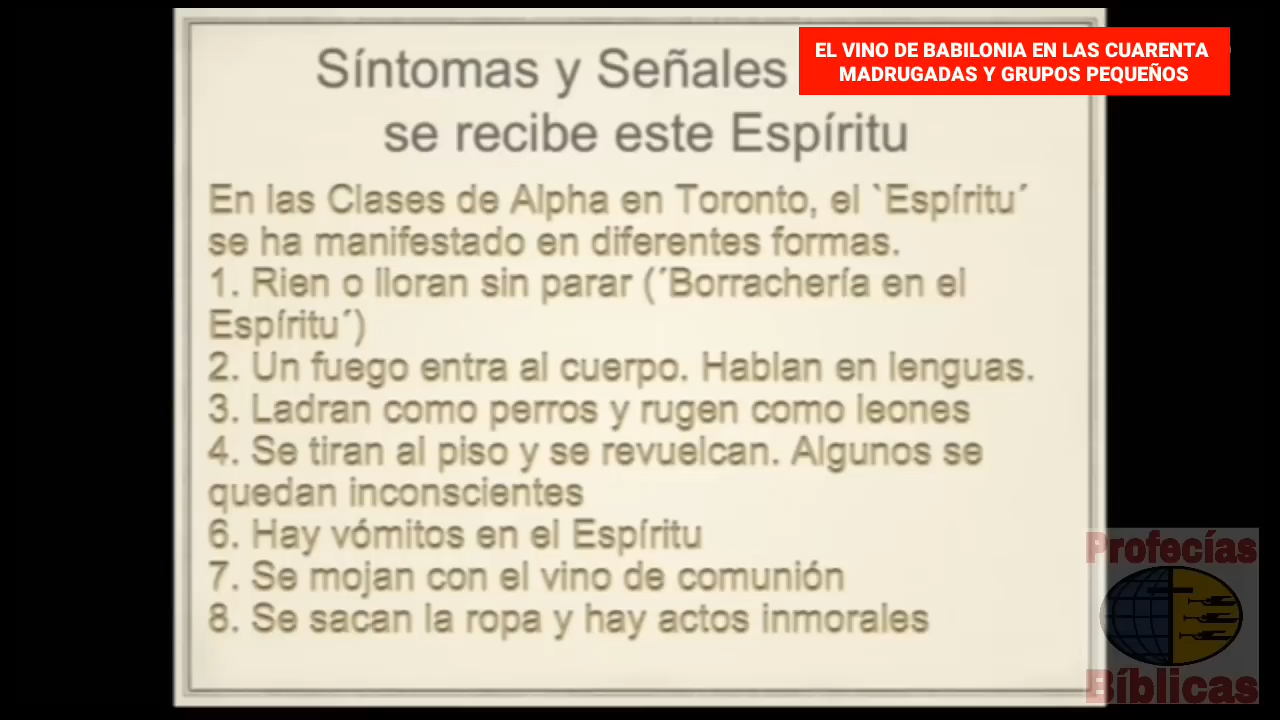 Síntomas y Señales
EL VINO DE BABILONIA EN LAS CUARENTA
MADRUGADAS Y GRUPOS PEQUEÑOS
se recibe este Espíritu
En las Clases de Alpha en Toronto, el `Espíritu´
se ha manifestado en diferentes formas.
1. Rien o lloran sin parar (´Borrachería en el
Espíritu´)
2. Un fuego entra al cuerpo. Hablan en lenguas.
3. Ladran como perros y rugen como leones
4. Se tiran al piso y se revuelcan. Algunos se
quedan inconscientes
6. Hay vómitos en el Espíritu
7. Se mojan con el vino de comunión
8. Se sacan la ropa y hay actos inmorales
Profecías
Bíblicas